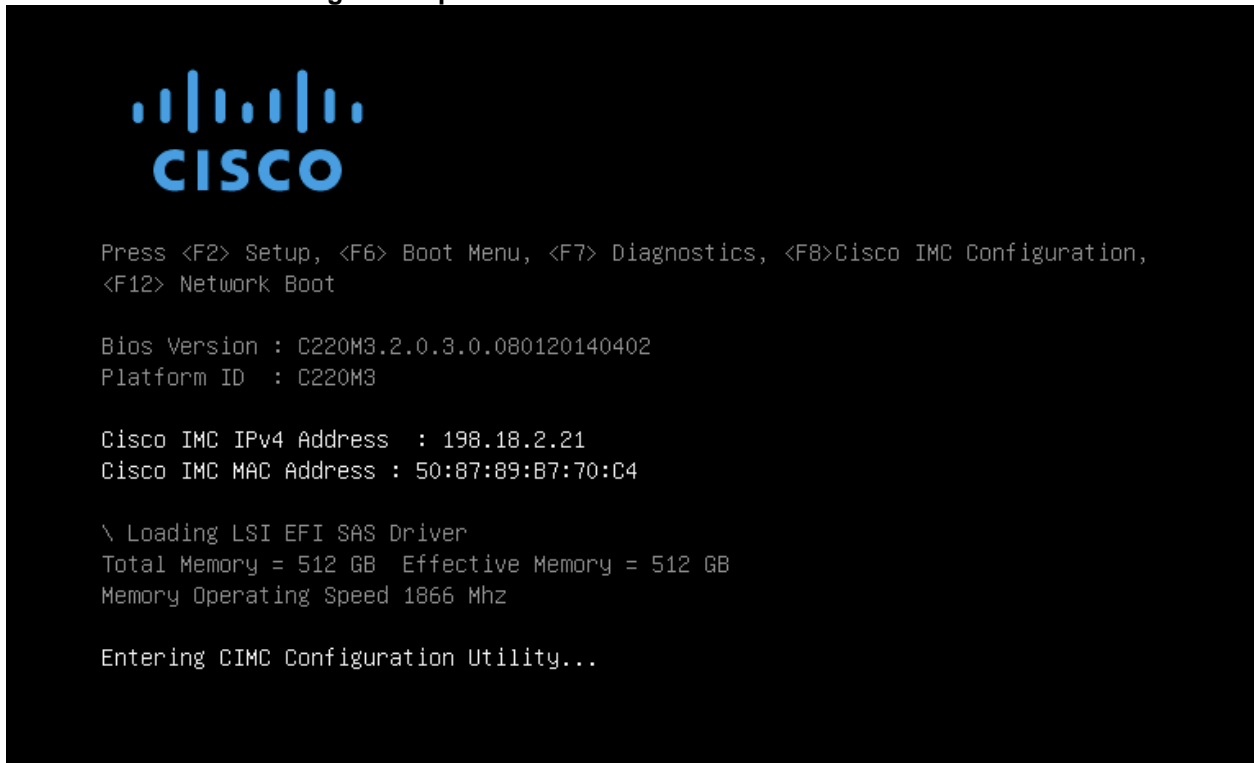 CISCO
Press <F2> Setup, <F6> Boot Menu, <F7> Diagnostics, <F8>Cisco IMC Configuration,
<F12> Network Boot
Bios Version : C220M3.2.0.3.0.080120140402
Platform ID  : C220M3
Cisco IMC IPv4 Address  : 198.18.2.21
Cisco IMC MAC Address : 50:87:89:B7:70:C4
\ Loading LSI EFI SAS Driver
Total Memory = 512 GB  Effective Memory = 512 GB
Memory Operating Speed 1866 Mhz
Entering CIMC Configuration Utility...